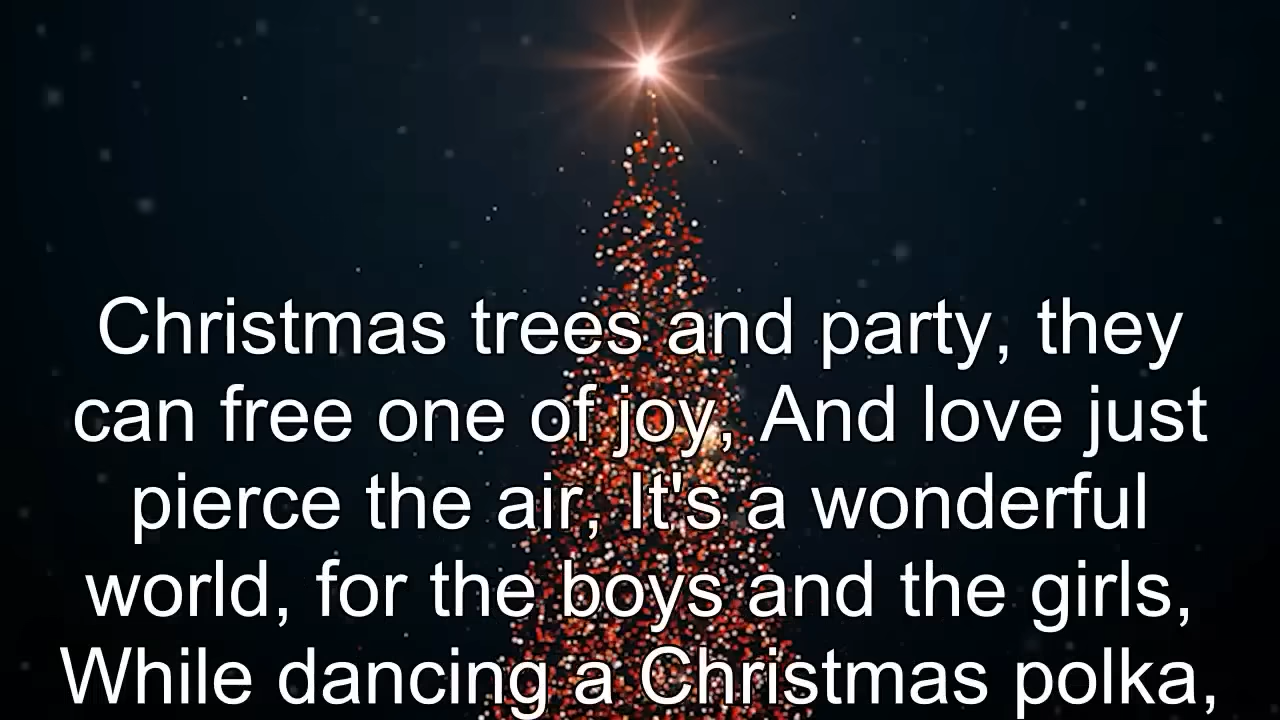 Christmas trees and party, they
can free one of joy, And love just
pierce the air, It's a wonderful
world, for the boys and the girls,
While dancing a Christmas polka,